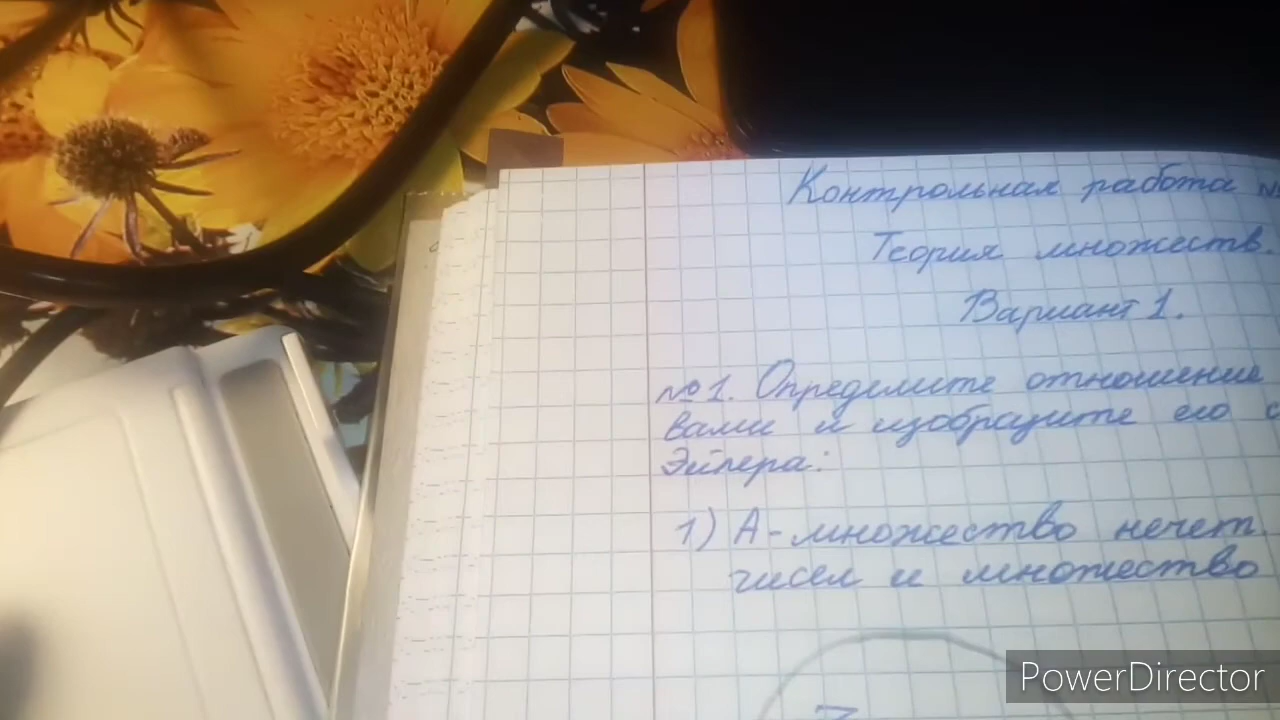 Контрольная работа №
Теория множеств.
Вариант 1.
№1. Определите отношение
вами и изобразите его с
Эйлера:
1) А-множество нечет.
чисел и множество
Z
PowerDirector